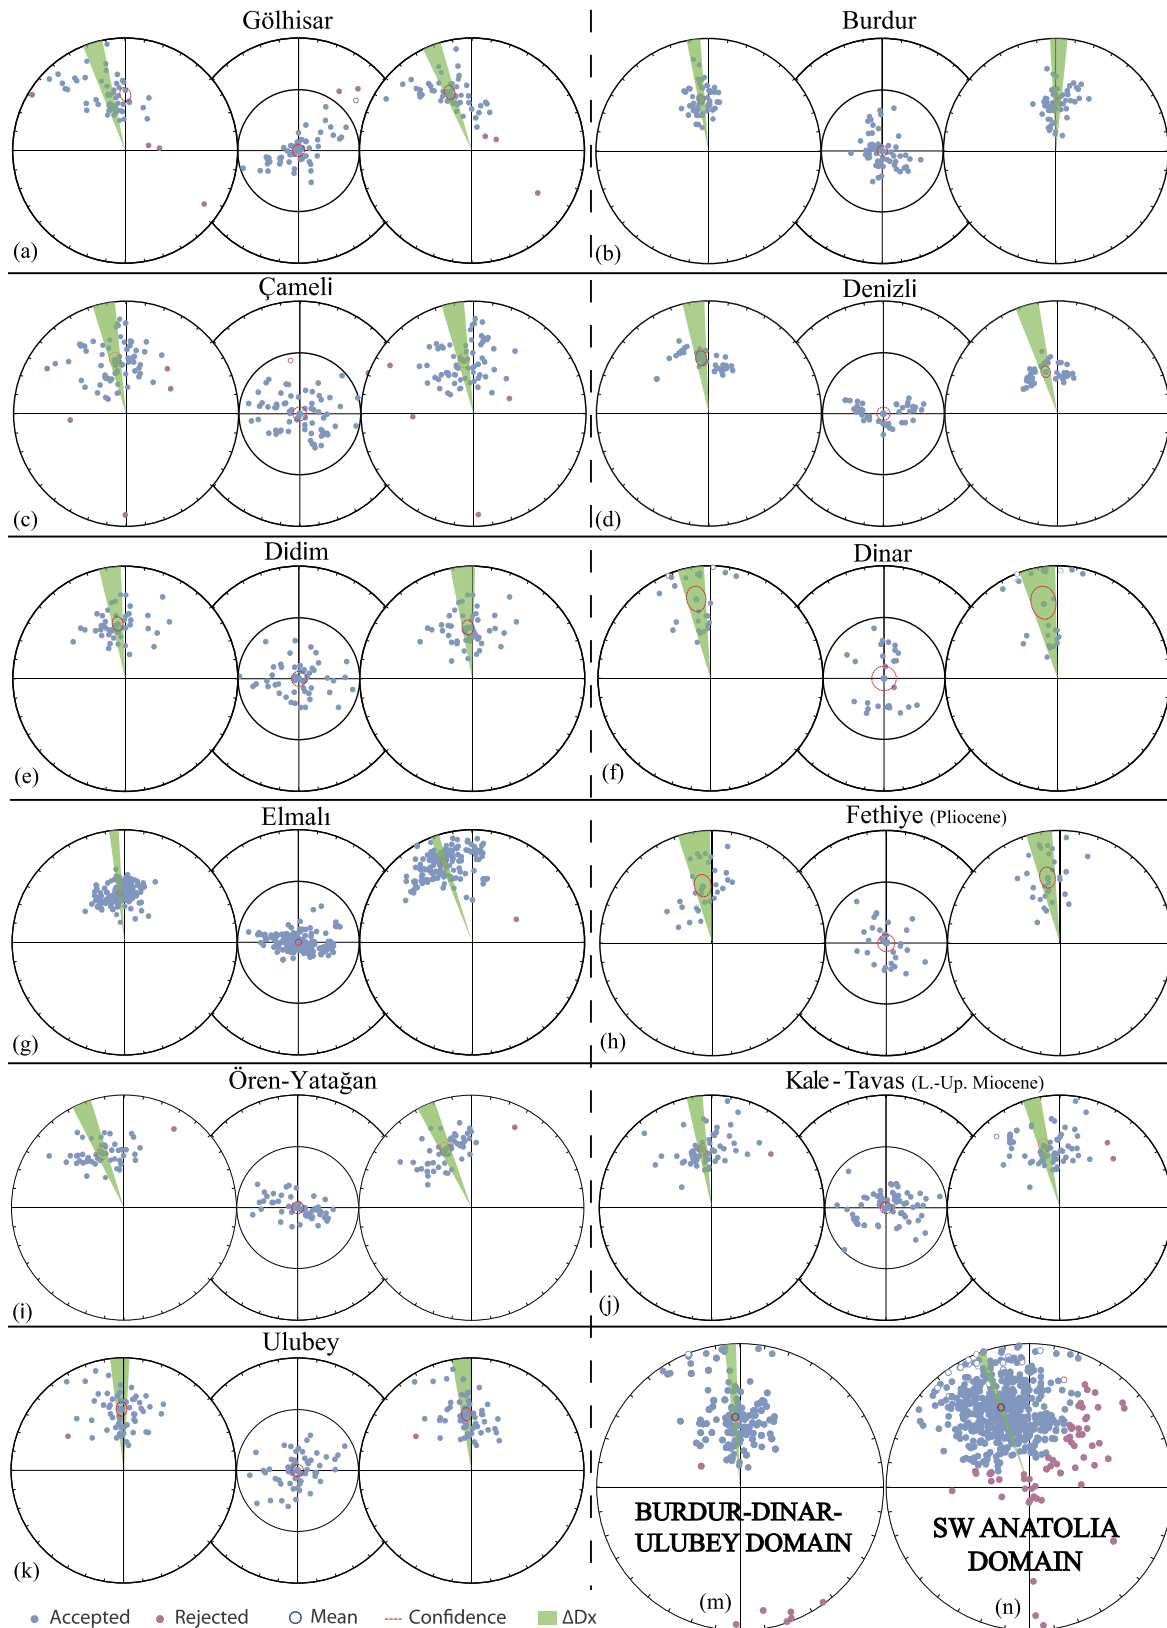 Gölhisar
Burdur
(a)
(b)
Çameli
Denizli
(c)
(d)
Didim
Dinar
(e)
(f)
Elmalı
Fethiye (Pliocene)
(g)
(h)
Ören-Yatağan
Kale-Tavas (L.-Up. Miocene)
(i)
(j)
Ulubey
BURDUR-DINAR-
ULUBEY DOMAIN
SW ANATOLIA
DOMAIN
(k)
(m)
(n)
Accepted
Rejected
Mean
Confidence
ΔDx